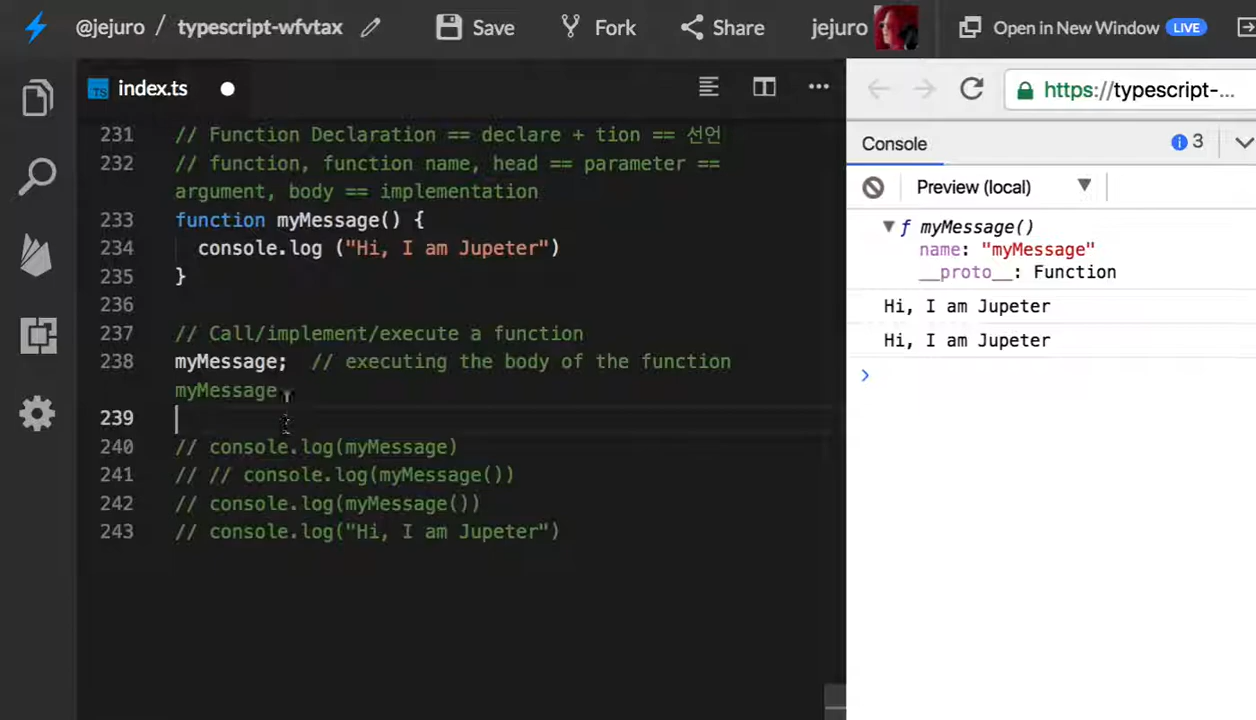 @jejuro / typescript-wfvtax Save Fork Share jejuro Open in New Window LIVE
TS index.ts
https://typescript-...
231 // Function Declaration == declare + tion == 선언
232 // function, function name, head == parameter ==
argument, body == implementation
233 function myMessage() {
234 console.log ("Hi, I am Jupeter")
235 }
236
237 // Call/implement/execute a function
238 myMessage; // executing the body of the function
myMessage
239
240 // console.log(myMessage)
241 // // console.log(myMessage())
242 // console.log(myMessage())
243 // console.log("Hi, I am Jupeter")
Console 3
Preview (local)
ƒ myMessage()
name: "myMessage"
__proto__: Function
Hi, I am Jupeter
Hi, I am Jupeter